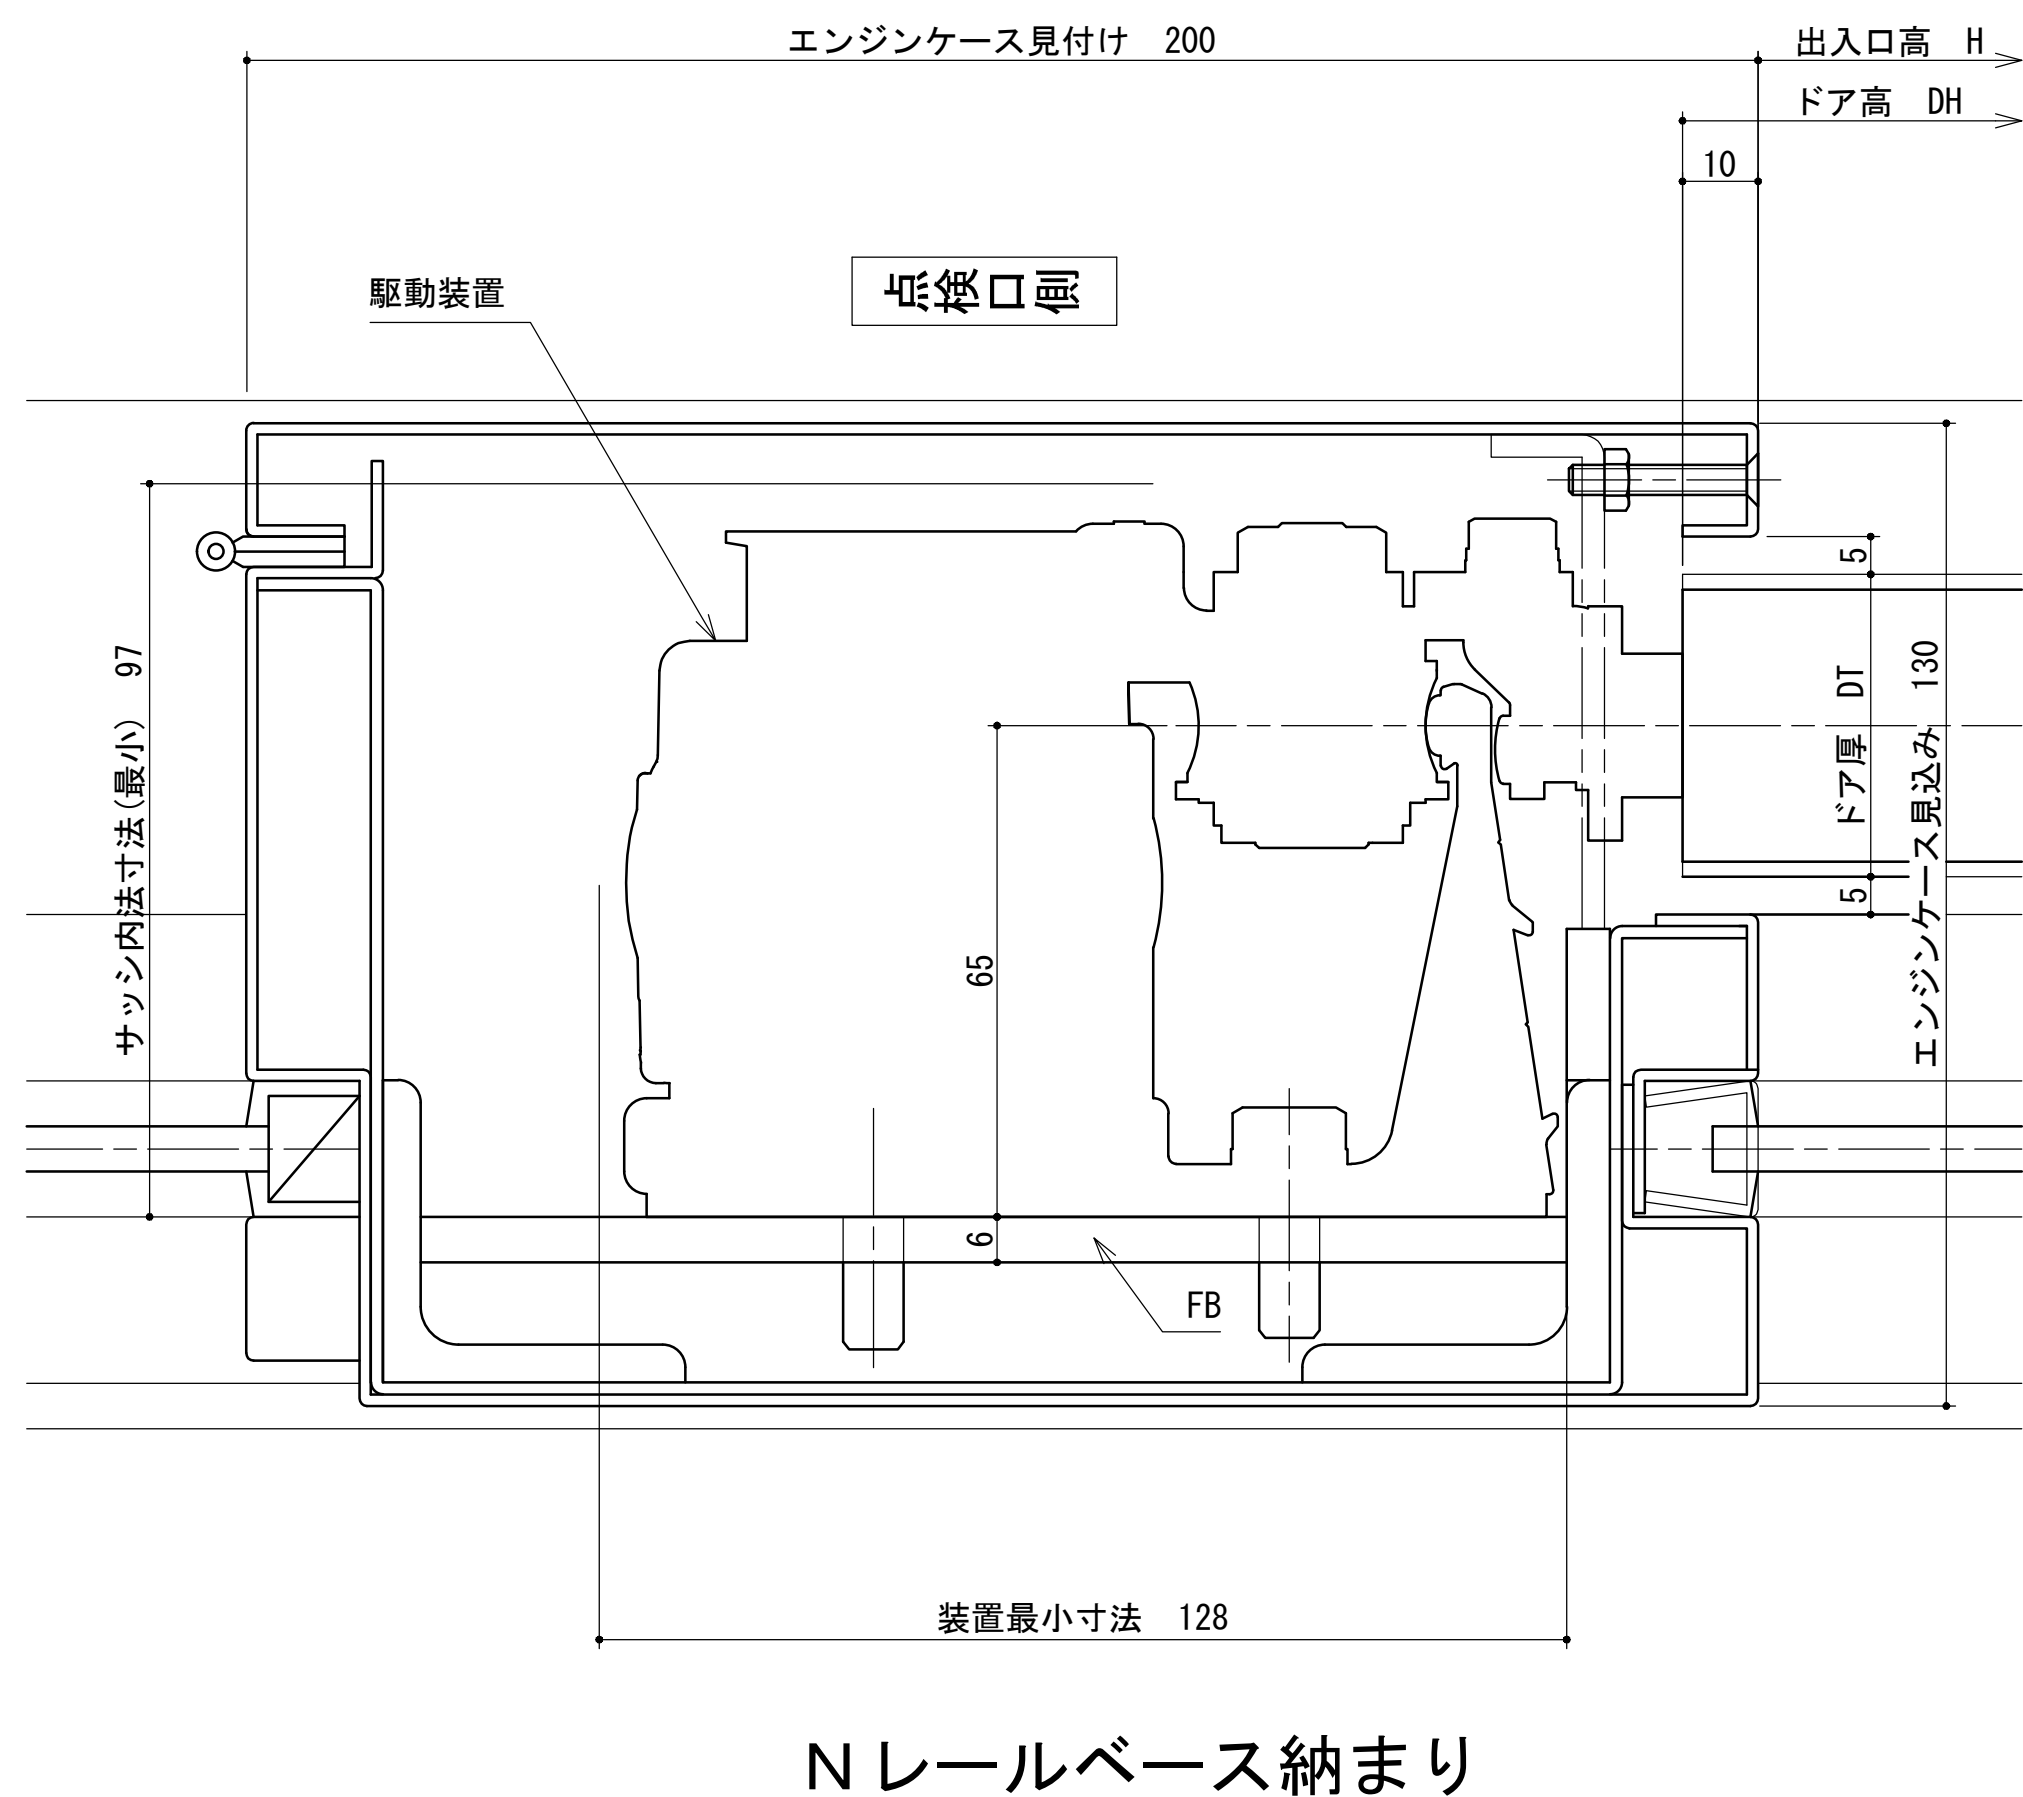 エンジンケース見付け　200
出入口高　H
ドア高　DH
10
点検口側
駆動装置
サッシ内法寸法(最小)　97
5
ドア厚　DT
5
エンジンケース見込み　130
65
6
FB
装置最小寸法　128
Nレールベース納まり